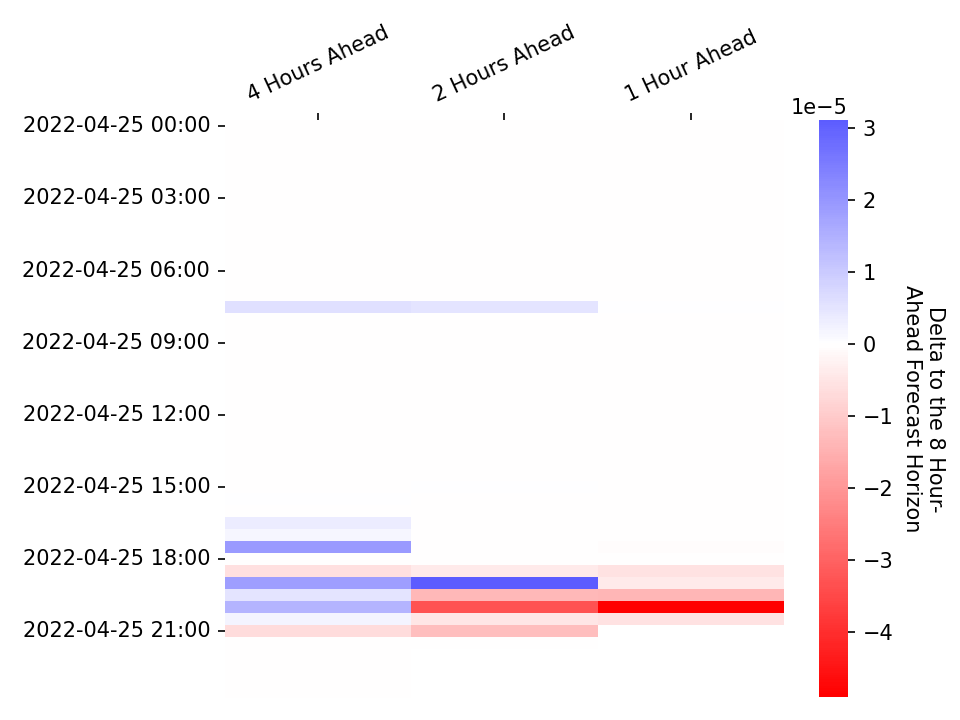 4 Hours Ahead
2 Hours Ahead
1 Hour Ahead
2022-04-25 00:00
2022-04-25 03:00
2022-04-25 06:00
2022-04-25 09:00
2022-04-25 12:00
2022-04-25 15:00
2022-04-25 18:00
2022-04-25 21:00
1e−5
3
2
1
0
−1
−2
−3
−4
Delta to the 8 Hour-
Ahead Forecast Horizon